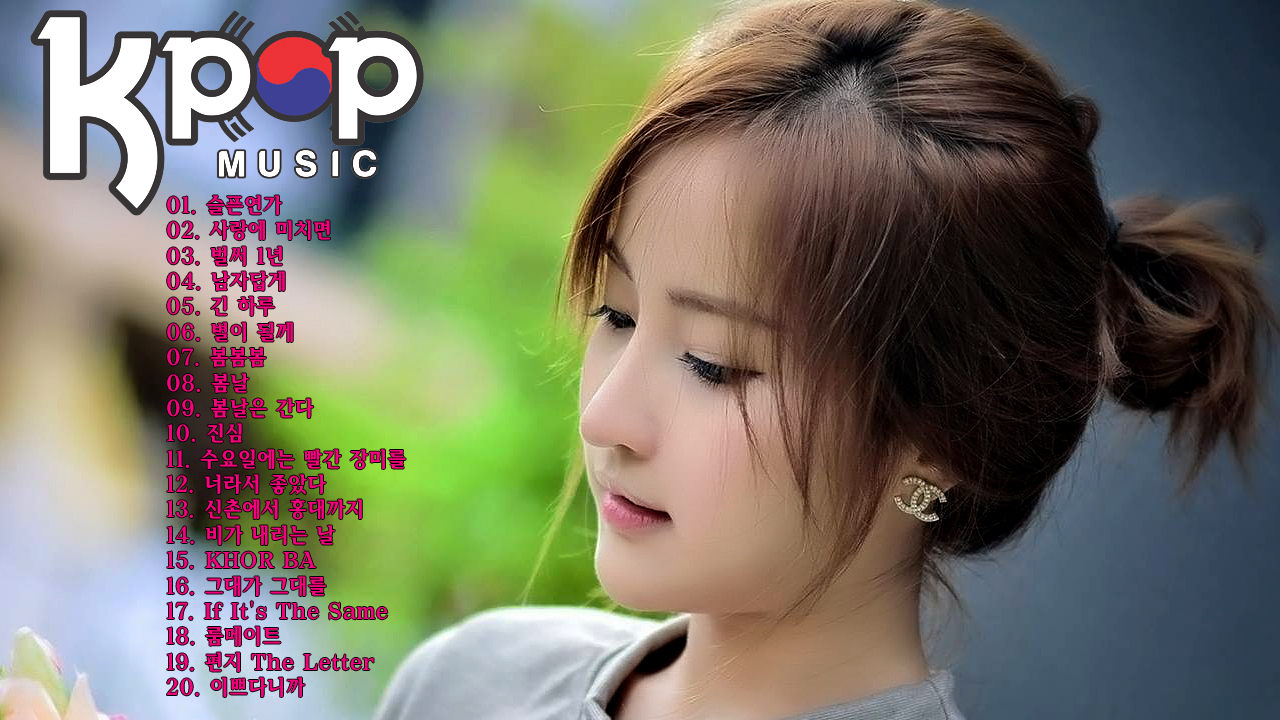 Kpop
MUSIC
01. 슬픈연가
02. 사랑에 미치면
03. 벌써 1년
04. 남자답게
05. 긴 하루
06. 별이 될게
07. 봄봄봄
08. 봄날
09. 봄날은 간다
10. 진심
11. 수요일에는 빨간 장미를
12. 너라서 좋았다
13. 신촌에서 홍대까지
14. 비가 내리는 날
15. KHOR BA
16. 그대가 그대를
17. If It's The Same
18. 룸메이트
19. 편지 The Letter
20. 이쁘다니까